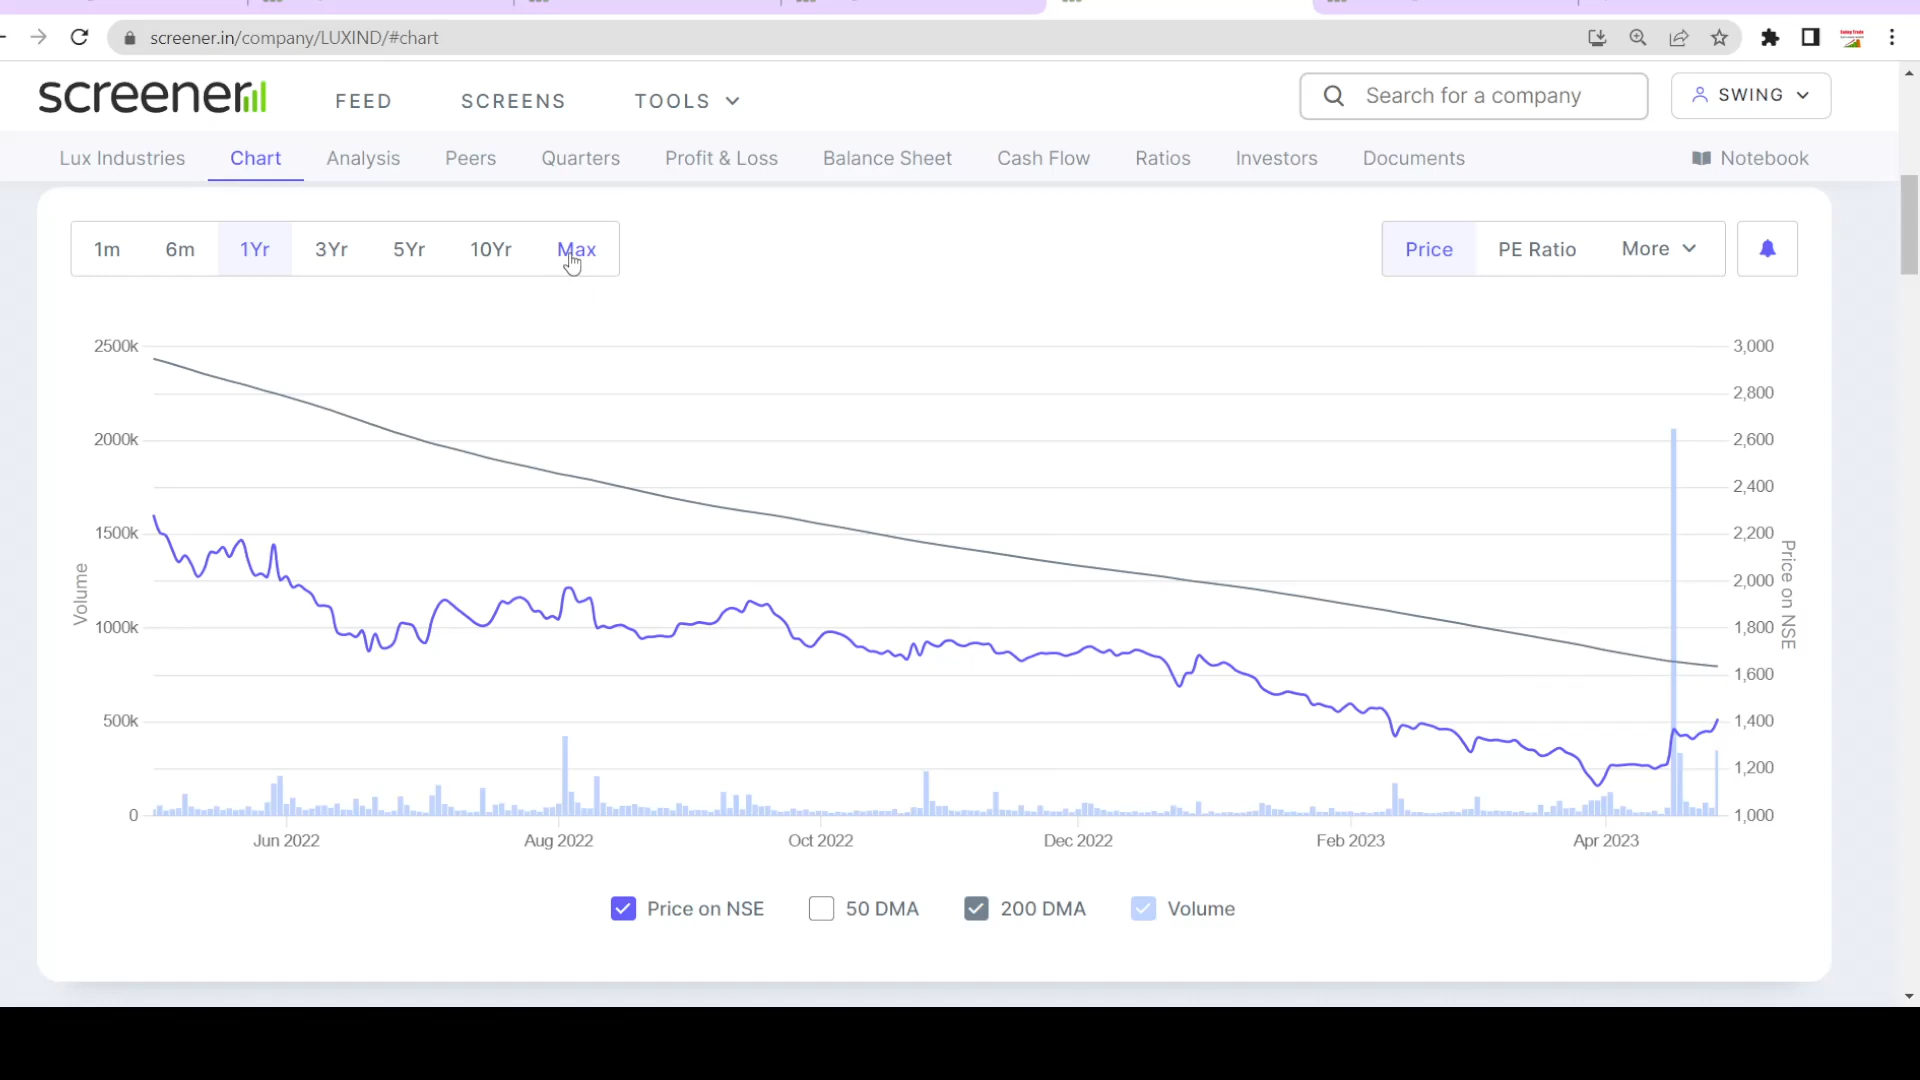 screener.in/company/LUXIND/#chart
screener
FEED
SCREENS
TOOLS
Search for a company
SWING
Lux Industries
Chart
Analysis
Peers
Quarters
Profit & Loss
Balance Sheet
Cash Flow
Ratios
Investors
Documents
Notebook
1m
6m
1Yr
3Yr
5Yr
10Yr
Max
Price
PE Ratio
More
2500k
2000k
1500k
1000k
500k
0
Volume
3,000
2,800
2,600
2,400
2,200
2,000
1,800
1,600
1,400
1,200
1,000
Price on NSE
Jun 2022
Aug 2022
Oct 2022
Dec 2022
Feb 2023
Apr 2023
Price on NSE
50 DMA
200 DMA
Volume